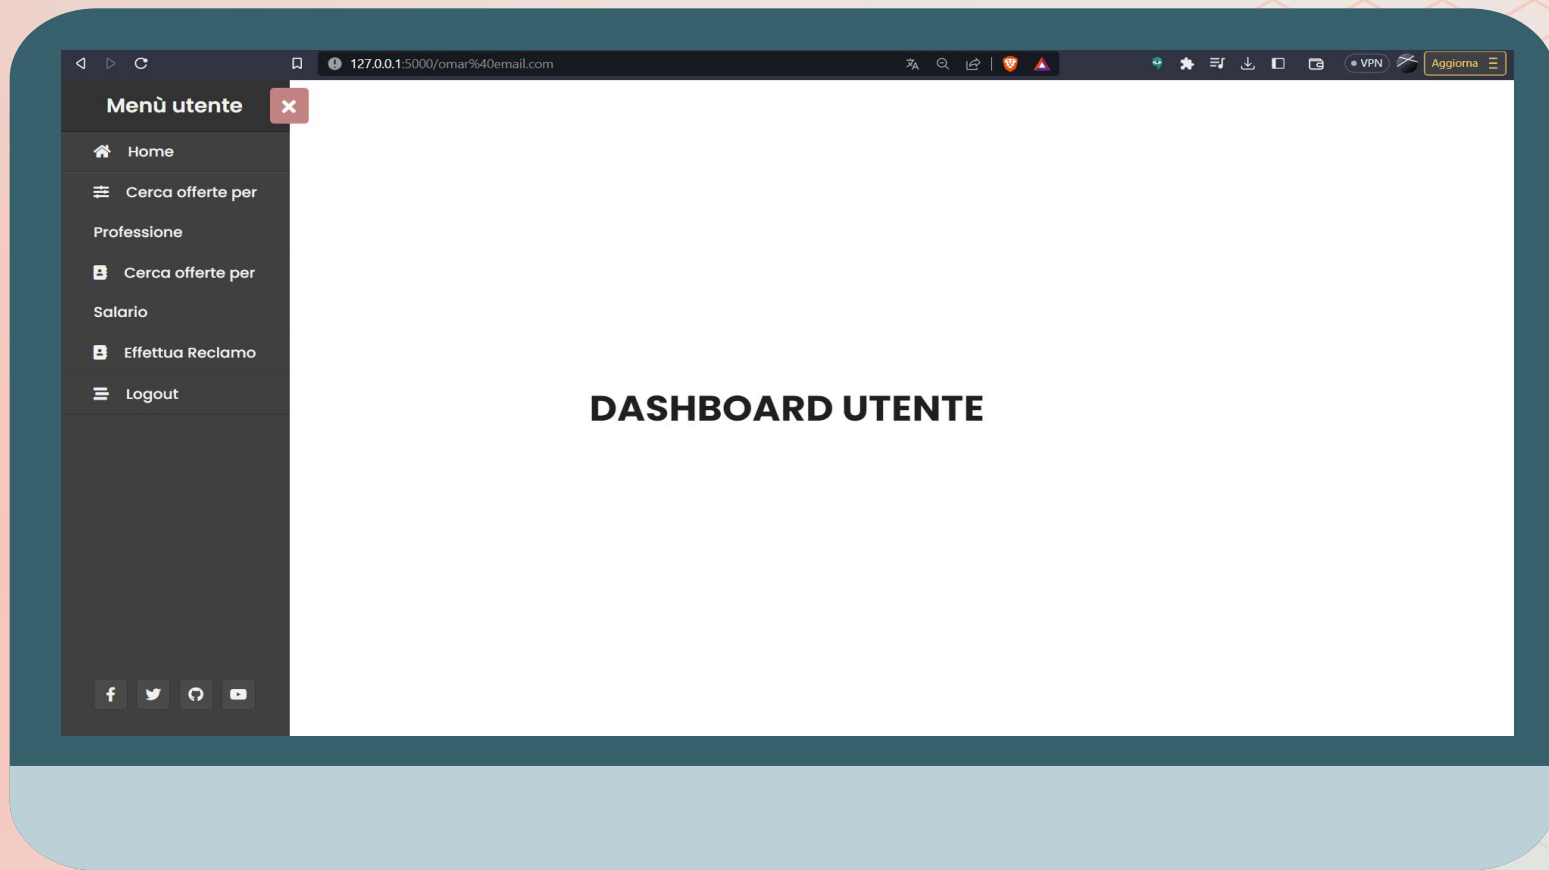 127.0.0.1:5000/omar%40email.com
VPN
Aggiorna
Menù utente
Home
Cerca offerte per
Professione
Cerca offerte per
Salario
Effettua Reclamo
Logout
DASHBOARD UTENTE